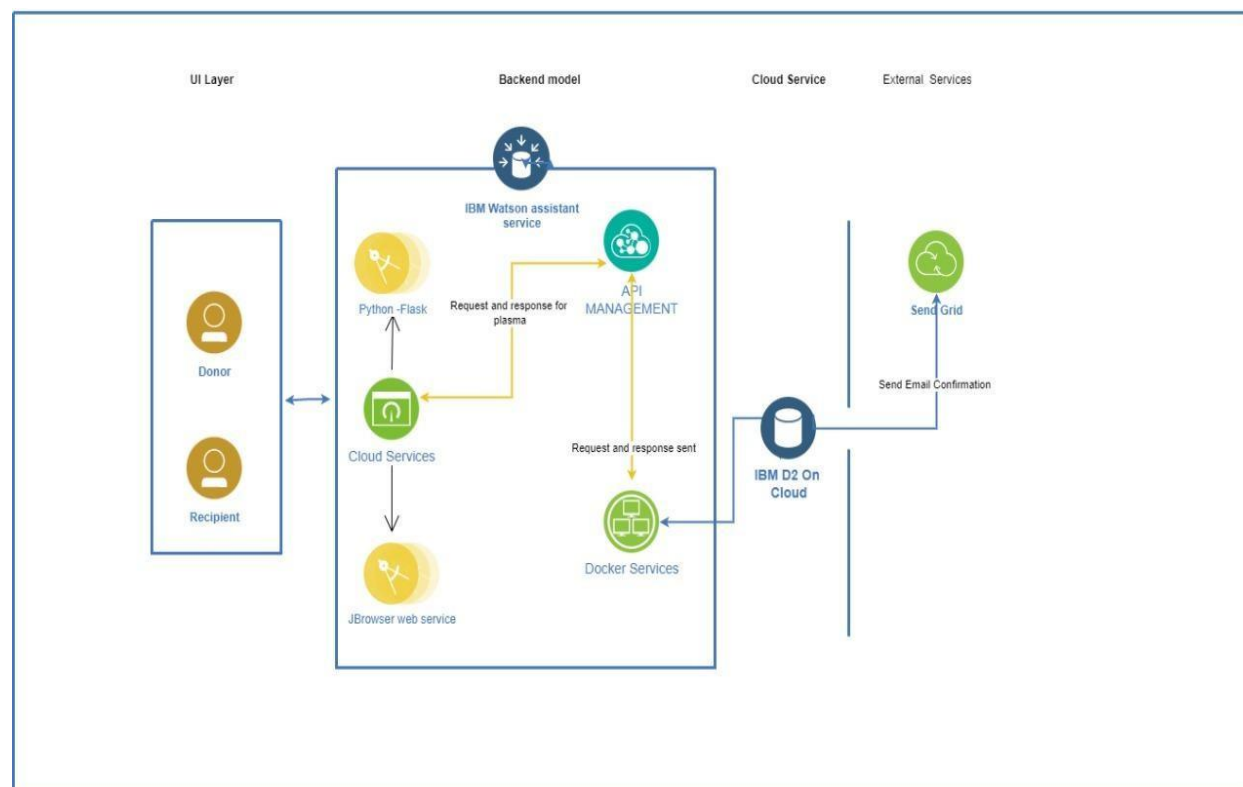 UI Layer
Backend model
Cloud Service
External Services
IBM Watson assistant
service
Python -Flask
Request and response for
plasma
API
MANAGEMENT
Send Grid
Donor
Send Email Confirmation
Cloud Services
Request and response sent
IBM D2 On
Cloud
Recipient
Docker Services
JBrowser web service